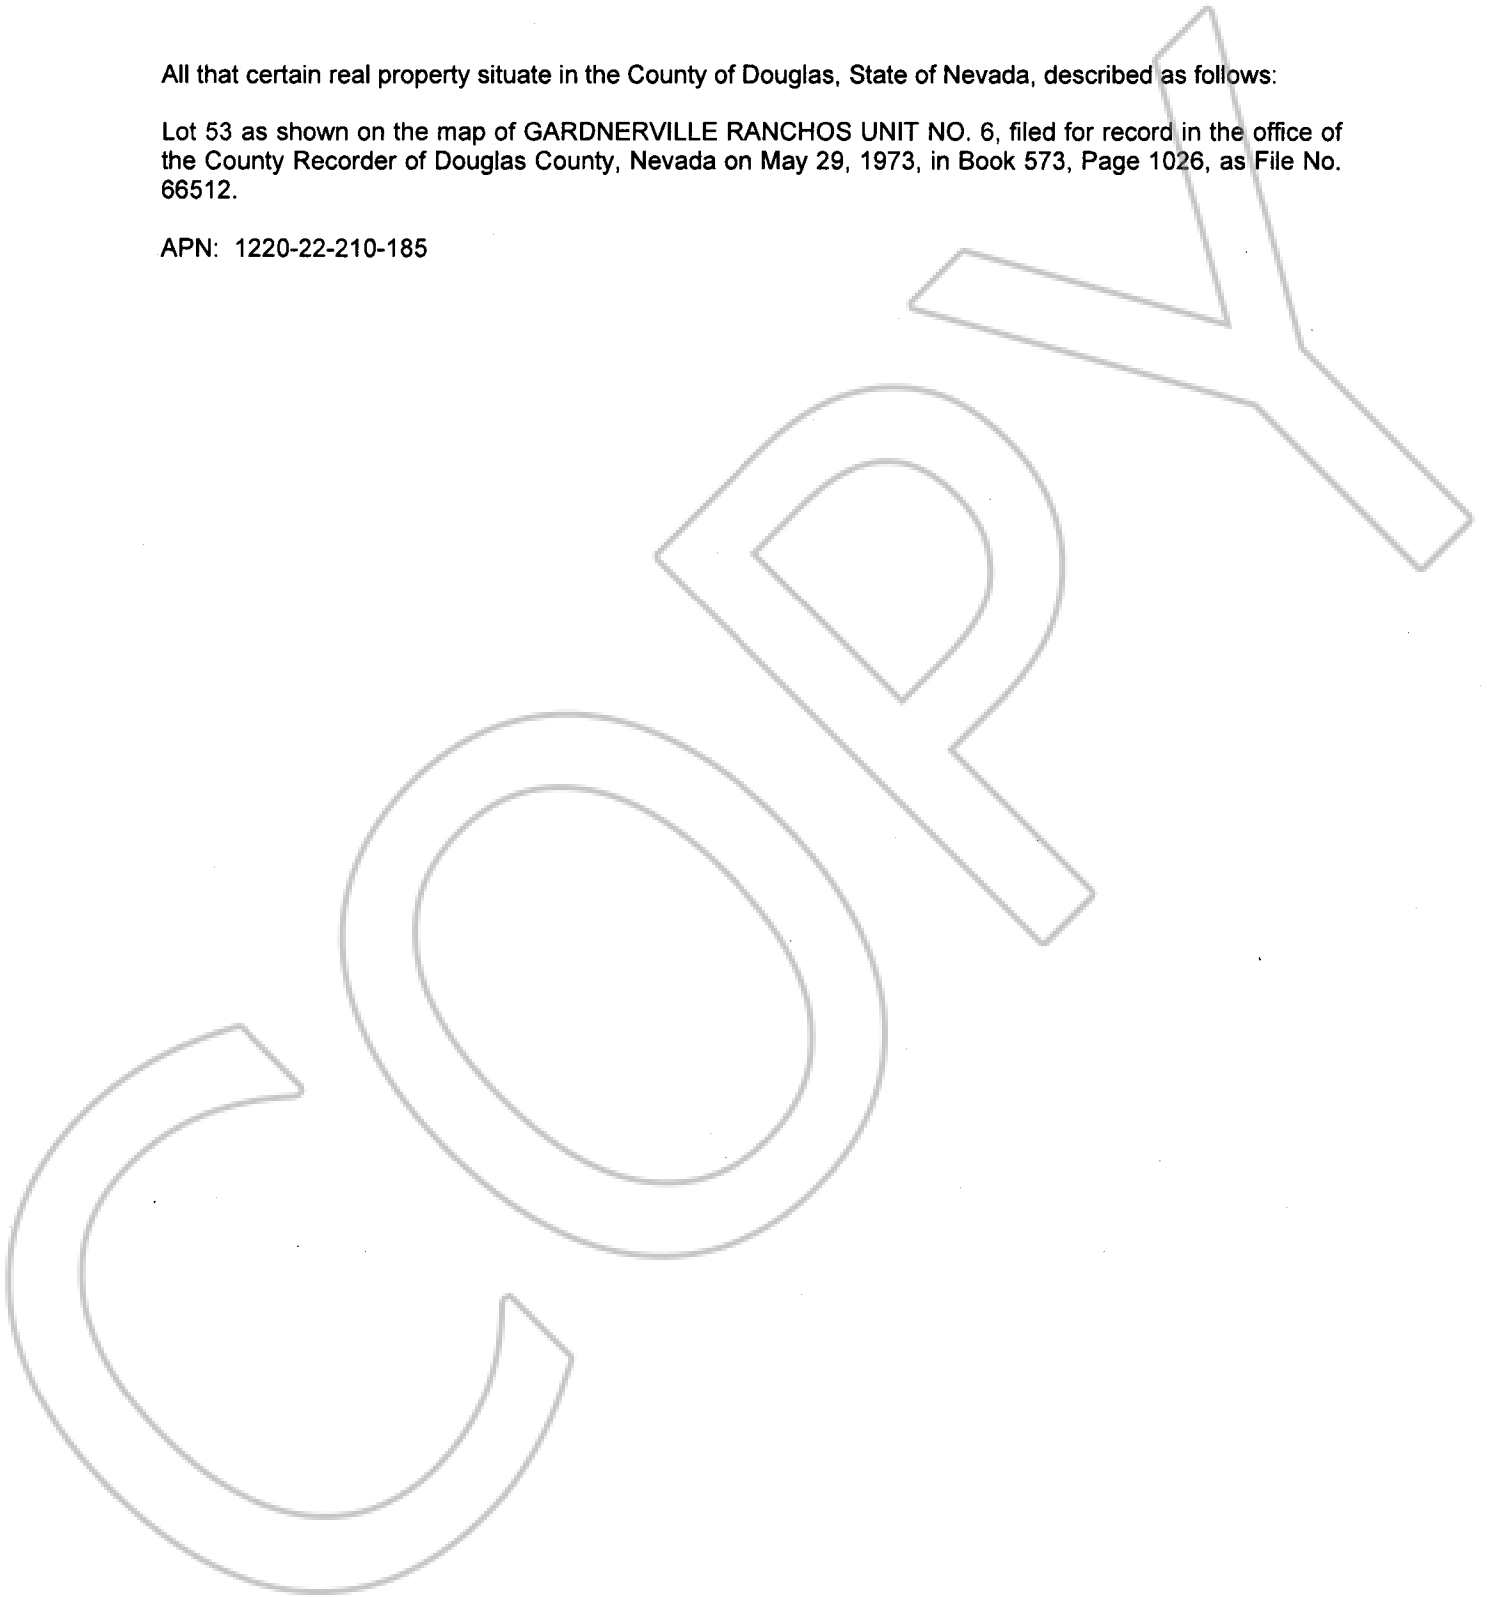 All that certain real property situate in the County of Douglas, State of Nevada, described as follows:
Lot 53 as shown on the map of GARDNERVILLE RANCHOS UNIT NO. 6, filed for record in the office of
the County Recorder of Douglas County, Nevada on May 29, 1973, in Book 573, Page 1026, as File No.
66512.
APN: 1220-22-210-185
COPY